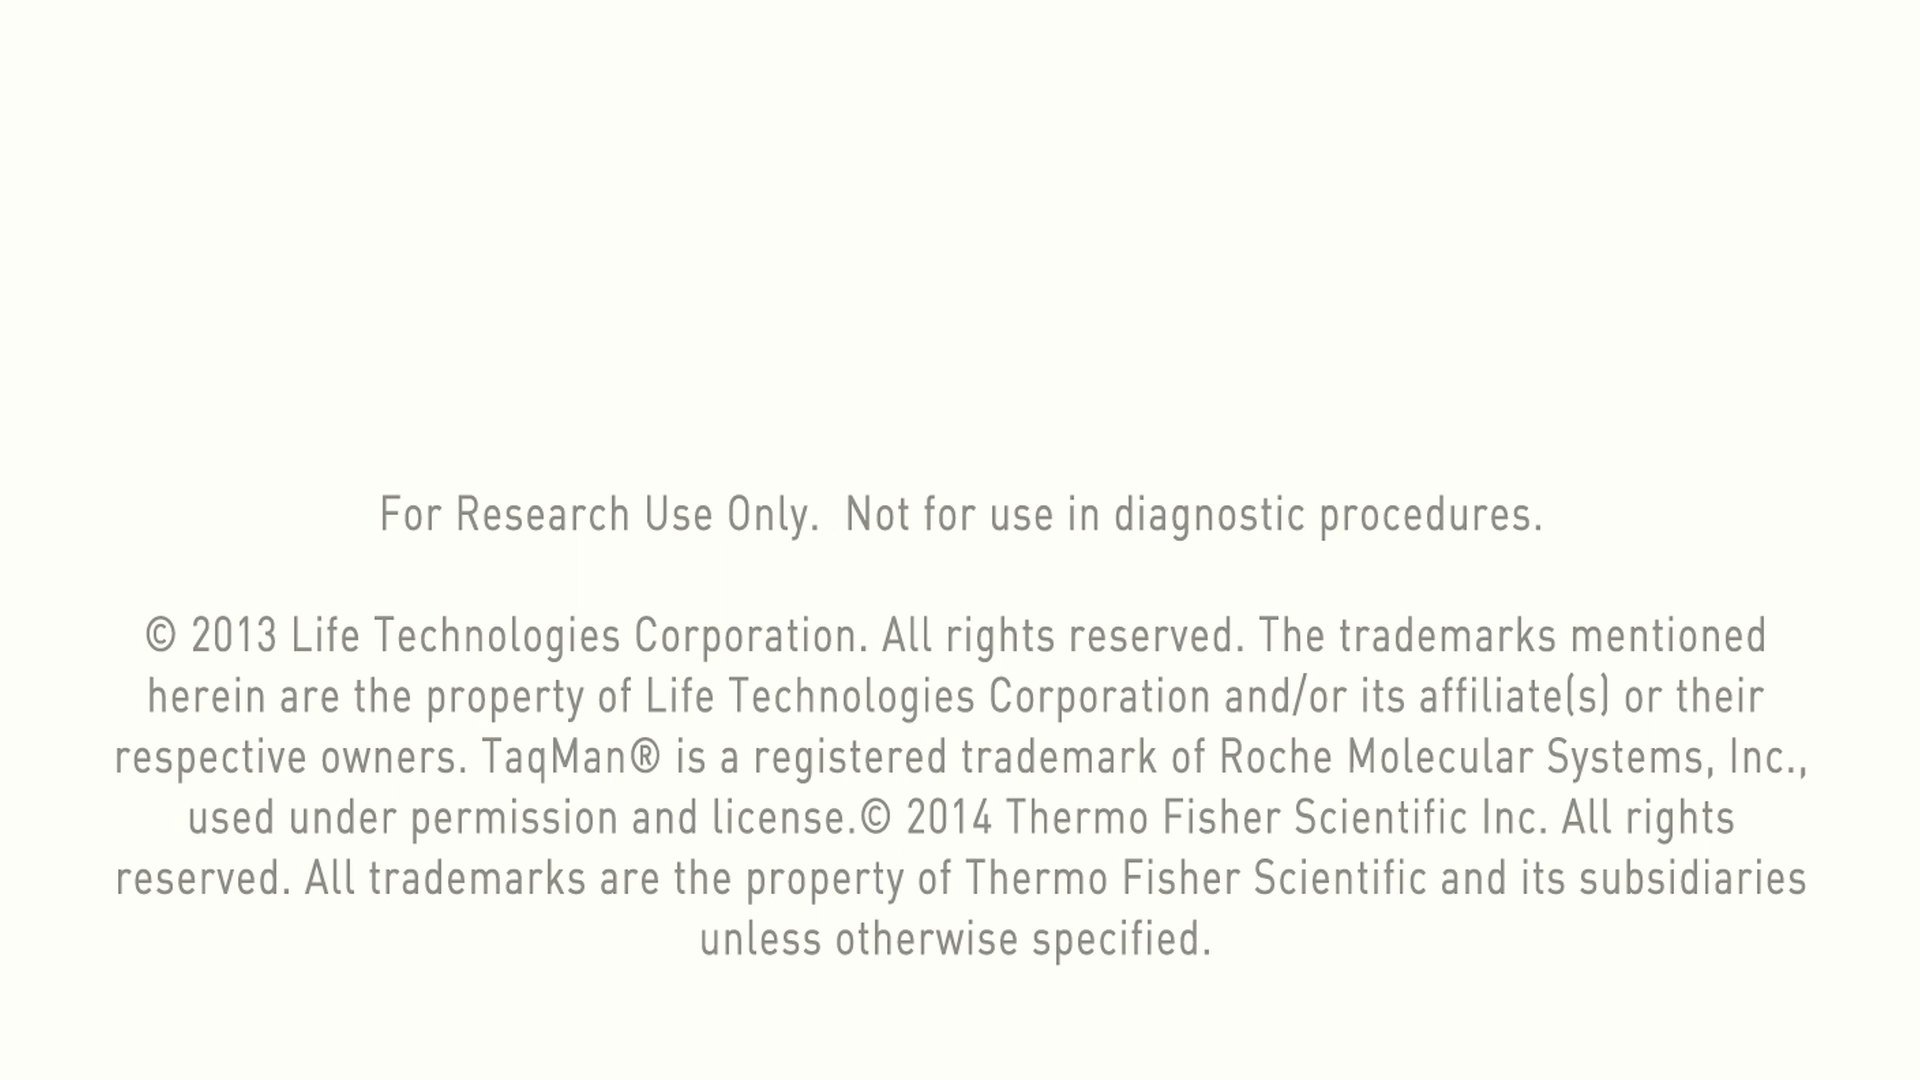 For Research Use Only.  Not for use in diagnostic procedures.
© 2013 Life Technologies Corporation. All rights reserved. The trademarks mentioned
herein are the property of Life Technologies Corporation and/or its affiliate(s) or their
respective owners. TaqMan® is a registered trademark of Roche Molecular Systems, Inc.,
used under permission and license.© 2014 Thermo Fisher Scientific Inc. All rights
reserved. All trademarks are the property of Thermo Fisher Scientific and its subsidiaries
unless otherwise specified.